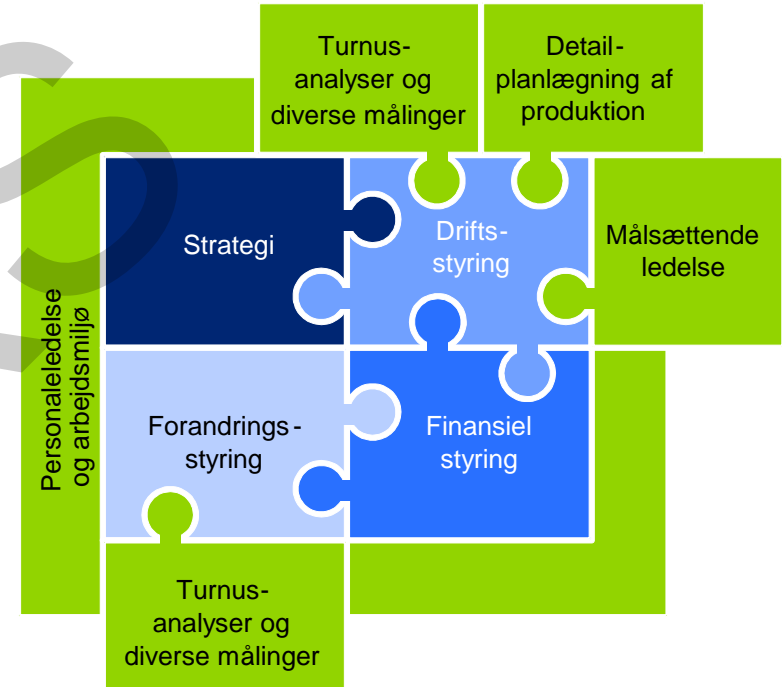 Turnus-
analyser og
diverse målinger
Detail-
planlægning af
produktion
Strategi
Drifts-
styring
Målsættende
ledelse
Personaleledelse
og arbejdsmiljø
Forandrings-
styring
Finansiel
styring
Turnus-
analyser og
diverse målinger